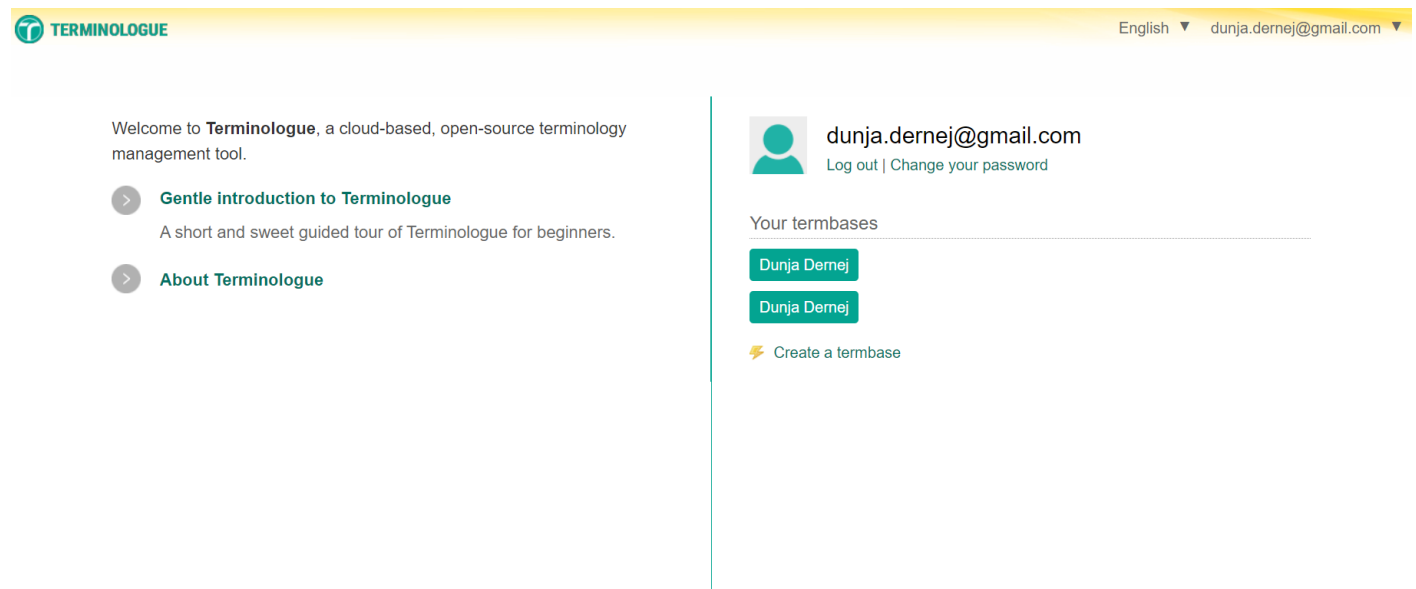 TERMINOLOGUE
English ▼ dunja.dernej@gmail.com ▼
Welcome to Terminologue, a cloud-based, open-source terminology
management tool.
Gentle introduction to Terminologue
A short and sweet guided tour of Terminologue for beginners.
About Terminologue
dunja.dernej@gmail.com
Log out | Change your password
Your termbases
Dunja Dernej
Dunja Dernej
Create a termbase